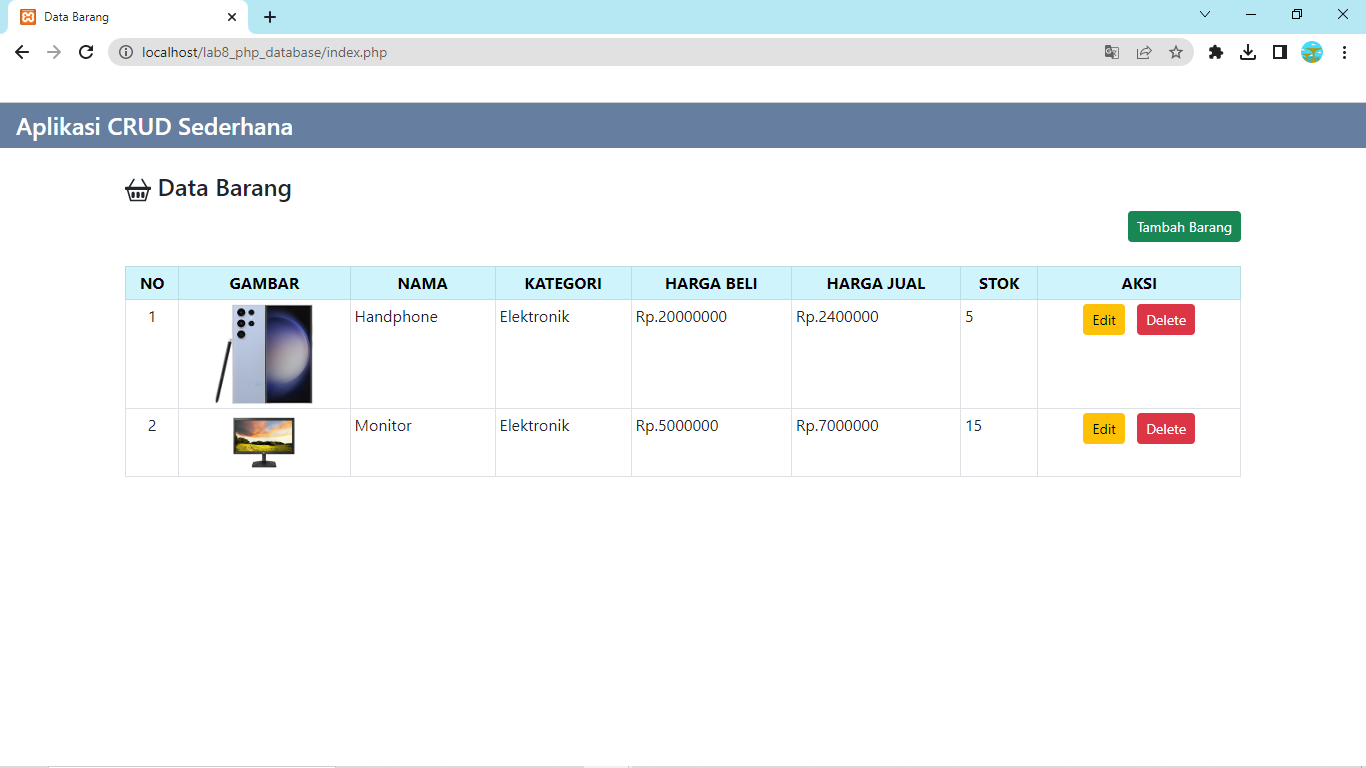 Data Barang
localhost/lab8_php_database/index.php
Aplikasi CRUD Sederhana
Data Barang
Tambah Barang
NO GAMBAR NAMA KATEGORI HARGA BELI HARGA JUAL STOK AKSI
1 Handphone Elektronik Rp.20000000 Rp.2400000 5 Edit Delete
2 Monitor Elektronik Rp.5000000 Rp.7000000 15 Edit Delete